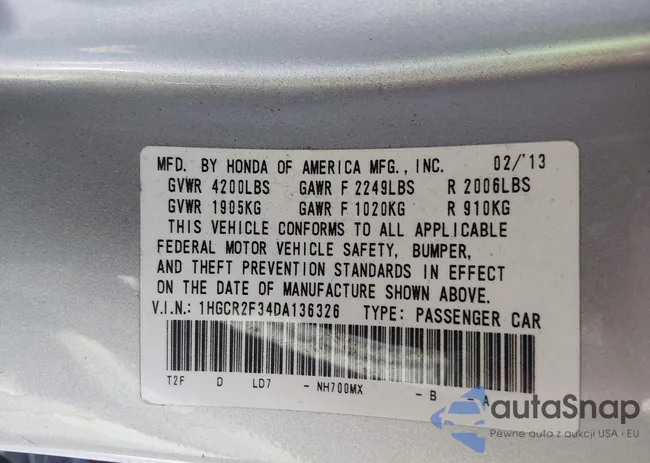 MFD. BY HONDA OF AMERICA MFG., INC. 02/'13
GVWR 4200LBS GAWR F 2249LBS R 2006LBS
GVWR 1905KG GAWR F 1020KG R 910KG
THIS VEHICLE CONFORMS TO ALL APPLICABLE
FEDERAL MOTOR VEHICLE SAFETY, BUMPER,
AND THEFT PREVENTION STANDARDS IN EFFECT
ON THE DATE OF MANUFACTURE SHOWN ABOVE.
V.I.N.: 1HGCR2F34DA136326 TYPE: PASSENGER CAR
T2F D LD7 - NH700MX - B - A
autaSnap
Pewne auta z aukcji USA i EU